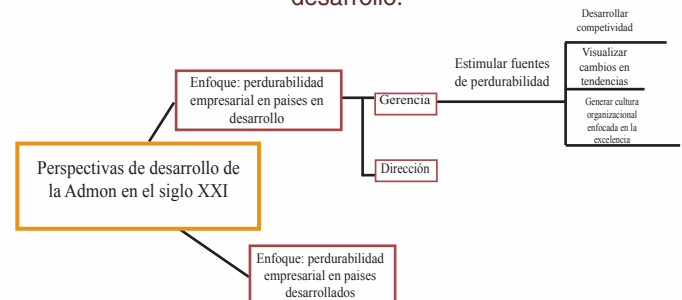 desarrollo.
Desarrollar
competividad
Visualizar
cambios en
tendencias
Generar cultura
organizacional
enfocada en la
excelencia
Estimular fuentes
de perdurabilidad
Enfoque: perdurabilidad
empresarial en paises en
desarrollo
Gerencia
Dirección
Perspectivas de desarrollo de
la Admon en el siglo XXI
Enfoque: perdurabilidad
empresarial en paises
desarrollados